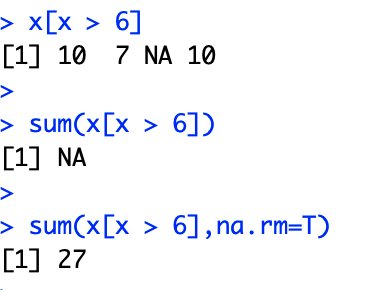 > x[x > 6]
[1] 10  7 NA 10
>
> sum(x[x > 6])
[1] NA
>
> sum(x[x > 6],na.rm=T)
[1] 27